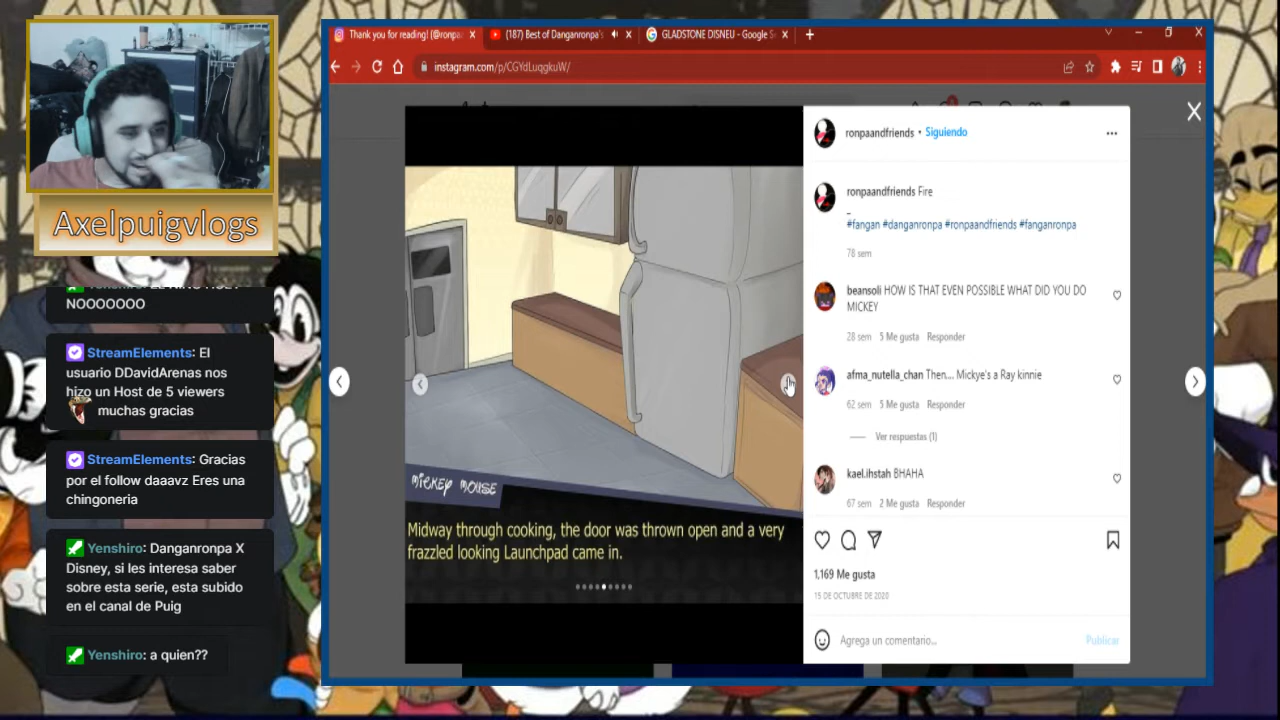 Thank you for reading! (@ronpa
(187) Best of Danganronpa's
GLADSTONE DISNEU - Google S
instagram.com/p/CGYdLuqgkuW/
Axelpuigvlogs
NOOOOOOO
StreamElements: El
usuario DDavidArenas nos
hizo un Host de 5 viewers
muchas gracias
StreamElements: Gracias
por el follow daaavz Eres una
chingoneria
Yenshiro: Danganronpa X
Disney, si les interesa saber
sobre esta serie, esta subido
en el canal de Puig
Yenshiro: a quien??
MICKEY MOUSE
Midway through cooking, the door was thrown open and a very
frazzled looking Launchpad came in.
ronpaandfriends • Siguiendo
ronpaandfriends Fire
_
#fangan #danganronpa #ronpaandfriends #fanganronpa
78 sem
beansoli HOW IS THAT EVEN POSSIBLE WHAT DID YOU DO
MICKEY
28 sem 5 Me gusta Responder
afma_nutella_chan Then.... Mickye's a Ray kinnie
62 sem 5 Me gusta Responder
Ver respuestas (1)
kael.ihstah BHAHA
67 sem 2 Me gusta Responder
1,169 Me gusta
15 DE OCTUBRE DE 2020
Agrega un comentario...
Publicar